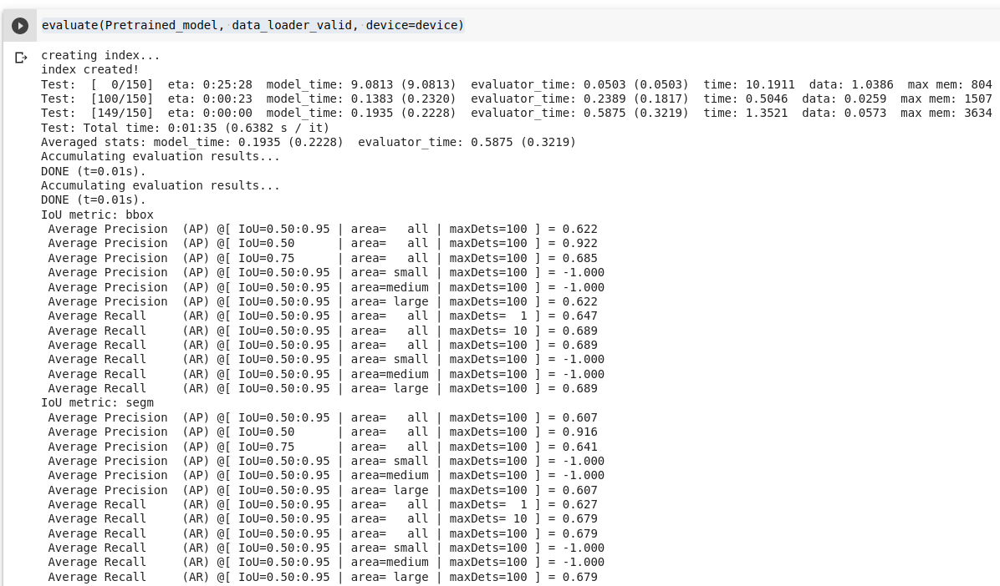 evaluate(Pretrained_model, data_loader_valid, device=device)
creating index...
index created!
Test:  [  0/150]  eta: 0:25:28  model_time: 9.0813 (9.0813)  evaluator_time: 0.0503 (0.0503)  time: 10.1911  data: 1.0386  max mem: 804
Test:  [100/150]  eta: 0:00:23  model_time: 0.1383 (0.2320)  evaluator_time: 0.2389 (0.1817)  time: 0.5046  data: 0.0259  max mem: 1507
Test:  [149/150]  eta: 0:00:00  model_time: 0.1935 (0.2228)  evaluator_time: 0.5875 (0.3219)  time: 1.3521  data: 0.0573  max mem: 3634
Test: Total time: 0:01:35 (0.6382 s / it)
Averaged stats: model_time: 0.1935 (0.2228)  evaluator_time: 0.5875 (0.3219)
Accumulating evaluation results...
DONE (t=0.01s).
Accumulating evaluation results...
DONE (t=0.01s).
IoU metric: bbox
 Average Precision  (AP) @[ IoU=0.50:0.95 | area=   all | maxDets=100 ] = 0.622
 Average Precision  (AP) @[ IoU=0.50      | area=   all | maxDets=100 ] = 0.922
 Average Precision  (AP) @[ IoU=0.75      | area=   all | maxDets=100 ] = 0.685
 Average Precision  (AP) @[ IoU=0.50:0.95 | area= small | maxDets=100 ] = -1.000
 Average Precision  (AP) @[ IoU=0.50:0.95 | area=medium | maxDets=100 ] = -1.000
 Average Precision  (AP) @[ IoU=0.50:0.95 | area= large | maxDets=100 ] = 0.622
 Average Recall     (AR) @[ IoU=0.50:0.95 | area=   all | maxDets=  1 ] = 0.647
 Average Recall     (AR) @[ IoU=0.50:0.95 | area=   all | maxDets= 10 ] = 0.689
 Average Recall     (AR) @[ IoU=0.50:0.95 | area=   all | maxDets=100 ] = 0.689
 Average Recall     (AR) @[ IoU=0.50:0.95 | area= small | maxDets=100 ] = -1.000
 Average Recall     (AR) @[ IoU=0.50:0.95 | area=medium | maxDets=100 ] = -1.000
 Average Recall     (AR) @[ IoU=0.50:0.95 | area= large | maxDets=100 ] = 0.689
IoU metric: segm
 Average Precision  (AP) @[ IoU=0.50:0.95 | area=   all | maxDets=100 ] = 0.607
 Average Precision  (AP) @[ IoU=0.50      | area=   all | maxDets=100 ] = 0.916
 Average Precision  (AP) @[ IoU=0.75      | area=   all | maxDets=100 ] = 0.641
 Average Precision  (AP) @[ IoU=0.50:0.95 | area= small | maxDets=100 ] = -1.000
 Average Precision  (AP) @[ IoU=0.50:0.95 | area=medium | maxDets=100 ] = -1.000
 Average Precision  (AP) @[ IoU=0.50:0.95 | area= large | maxDets=100 ] = 0.607
 Average Recall     (AR) @[ IoU=0.50:0.95 | area=   all | maxDets=  1 ] = 0.627
 Average Recall     (AR) @[ IoU=0.50:0.95 | area=   all | maxDets= 10 ] = 0.679
 Average Recall     (AR) @[ IoU=0.50:0.95 | area=   all | maxDets=100 ] = 0.679
 Average Recall     (AR) @[ IoU=0.50:0.95 | area= small | maxDets=100 ] = -1.000
 Average Recall     (AR) @[ IoU=0.50:0.95 | area=medium | maxDets=100 ] = -1.000
 Average Recall     (AR) @[ IoU=0.50:0.95 | area= large | maxDets=100 ] = 0.679